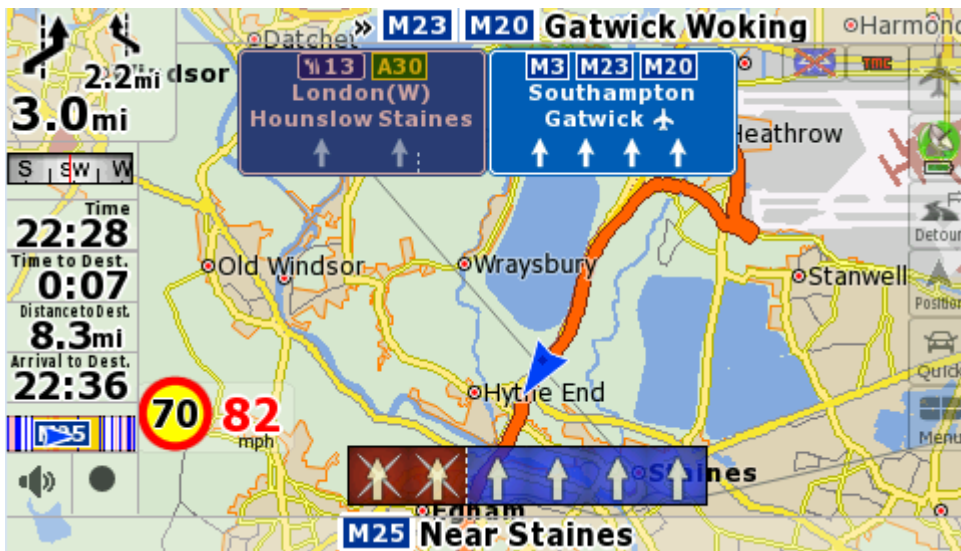 Datchet
» M23 M20 Gatwick Woking
Harmond
2.2mi
3.0mi
dsor
13 A30
London(W)
Hounslow Staines
M3 M23 M20
Southampton
Gatwick
TMC
Heathrow
S SW W
Time
22:28
Time to Dest.
0:07
Distance to Dest.
8.3mi
Arrival to Dest.
22:36
Old Windsor
Wraysbury
Stanwell
Detour
Position
Quick
Menu
Hythe End
70
82
mph
M25
Staines
Egham
M25 Near Staines